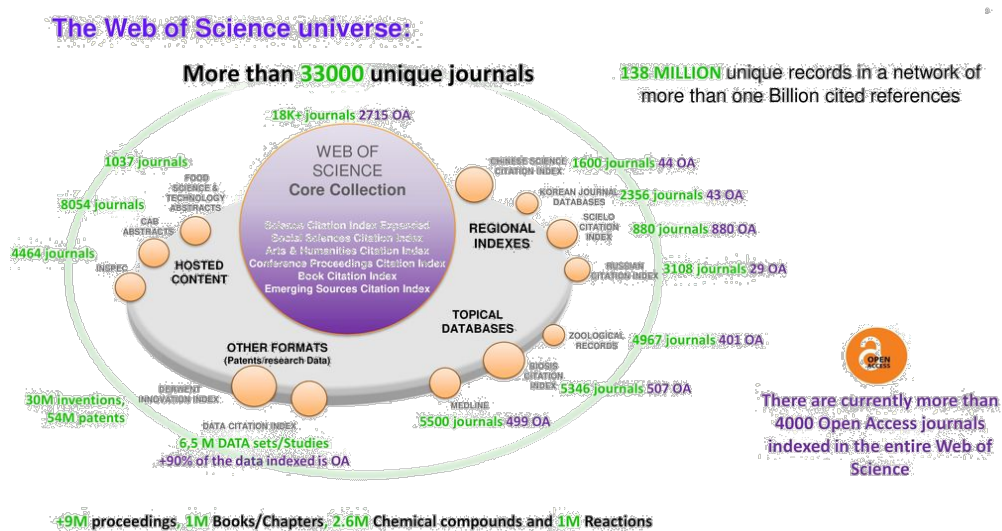 The Web of Science universe:
More than 33000 unique journals
138 MILLION unique records in a network of
more than one Billion cited references
18K+ journals 2715 OA
WEB OF
SCIENCE
Core Collection
Science Citation Index Expanded
Social Sciences Citation Index
Arts & Humanities Citation Index
Conference Proceedings Citation Index
Book Citation Index
Emerging Sources Citation Index
1037 journals
FOOD
SCIENCE &
TECHNOLOGY
ABSTRACTS
8054 journals
CAB
ABSTRACTS
4464 journals
INSPEC
HOSTED
CONTENT
CHINESE SCIENCE
CITATION INDEX
1600 journals 44 OA
KOREAN JOURNAL
DATABASES
2356 journals 43 OA
REGIONAL
INDEXES
SCIELO
CITATION
INDEX
880 journals 880 OA
RUSSIAN
CITATION INDEX
3108 journals 29 OA
TOPICAL
DATABASES
ZOOLOGICAL
RECORDS
4967 journals 401 OA
BIOSIS
CITATION
INDEX
5346 journals 507 OA
MEDLINE
5500 journals 499 OA
OTHER FORMATS
(Patents/research Data)
DERWENT
INNOVATION INDEX
30M inventions,
54M patents
DATA CITATION INDEX
6,5 M DATA sets/Studies
+90% of the data indexed is OA
a
OPEN
ACCESS
There are currently more than
4000 Open Access journals
indexed in the entire Web of
Science
+9M proceedings, 1M Books/Chapters, 2.6M Chemical compounds and 1M Reactions